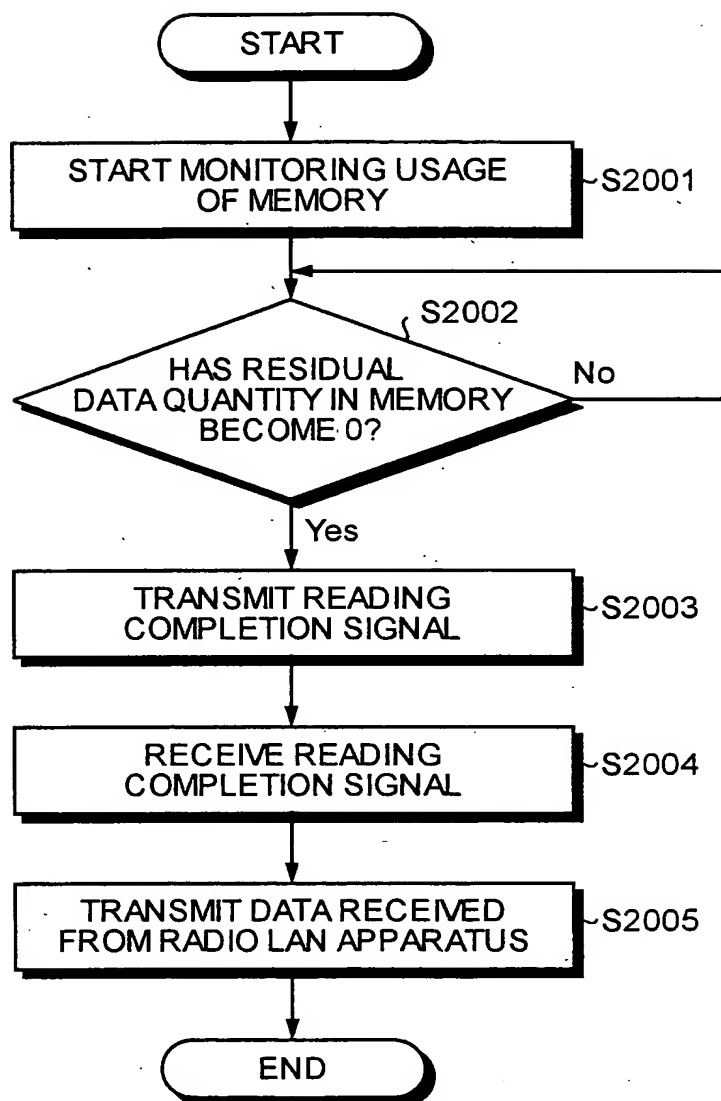 START
START MONITORING USAGE
OF MEMORY
S2001
S2002
HAS RESIDUAL
DATA QUANTITY IN MEMORY
BECOME 0?
No
Yes
TRANSMIT READING
COMPLETION SIGNAL
S2003
RECEIVE READING
COMPLETION SIGNAL
S2004
TRANSMIT DATA RECEIVED
FROM RADIO LAN APPARATUS
S2005
END